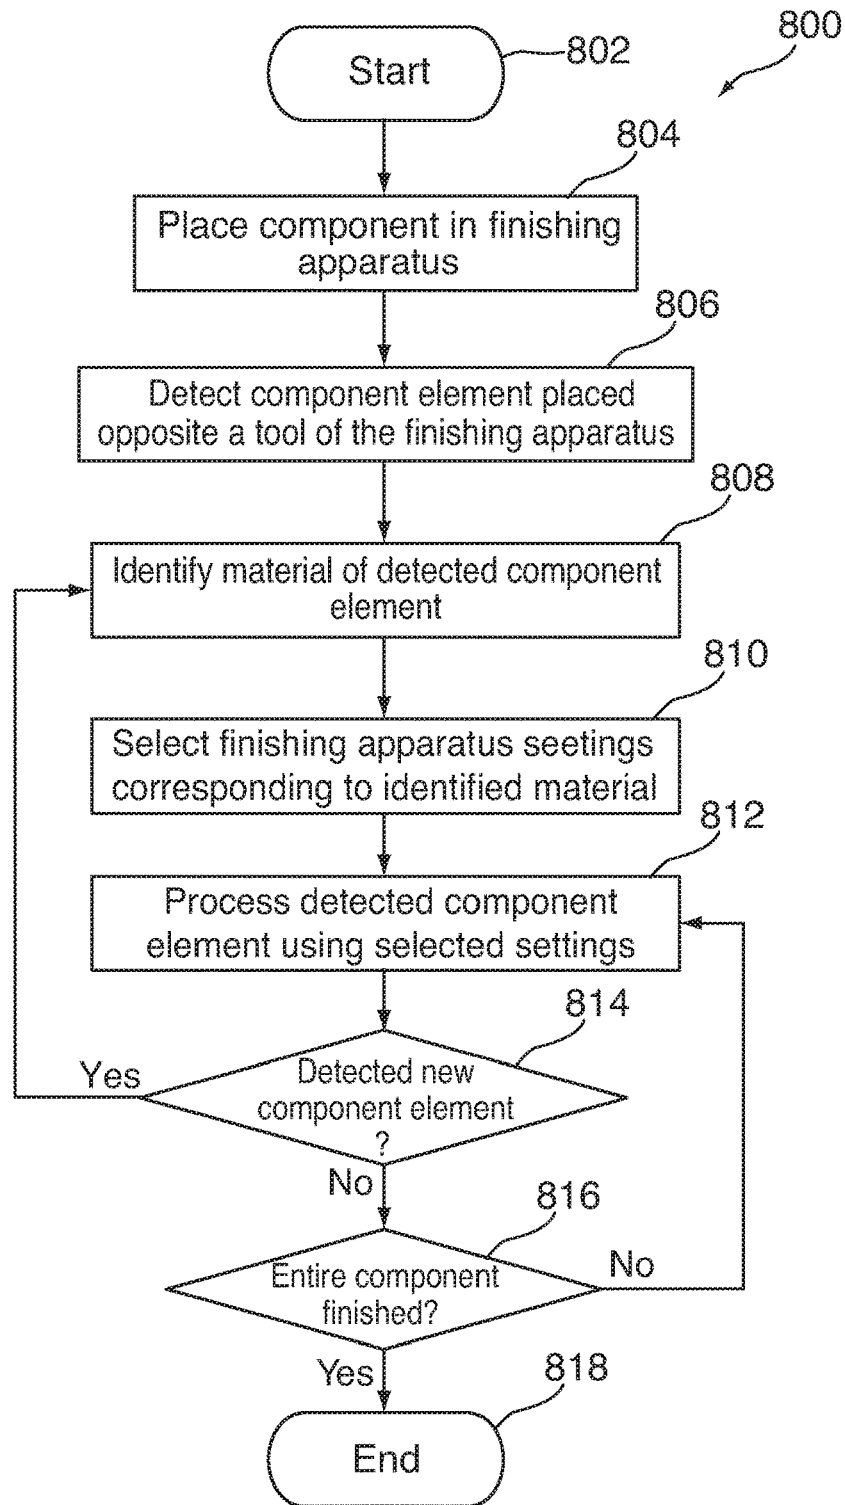 800
Start
802
804
Place component in finishing
apparatus
806
Detect component element placed
opposite a tool of the finishing apparatus
808
Identify material of detected component
element
810
Select finishing apparatus seetings
corresponding to identified material
812
Process detected component
element using selected settings
814
Yes
Detected new
component element
?
No
816
Entire component
finished?
No
Yes
818
End